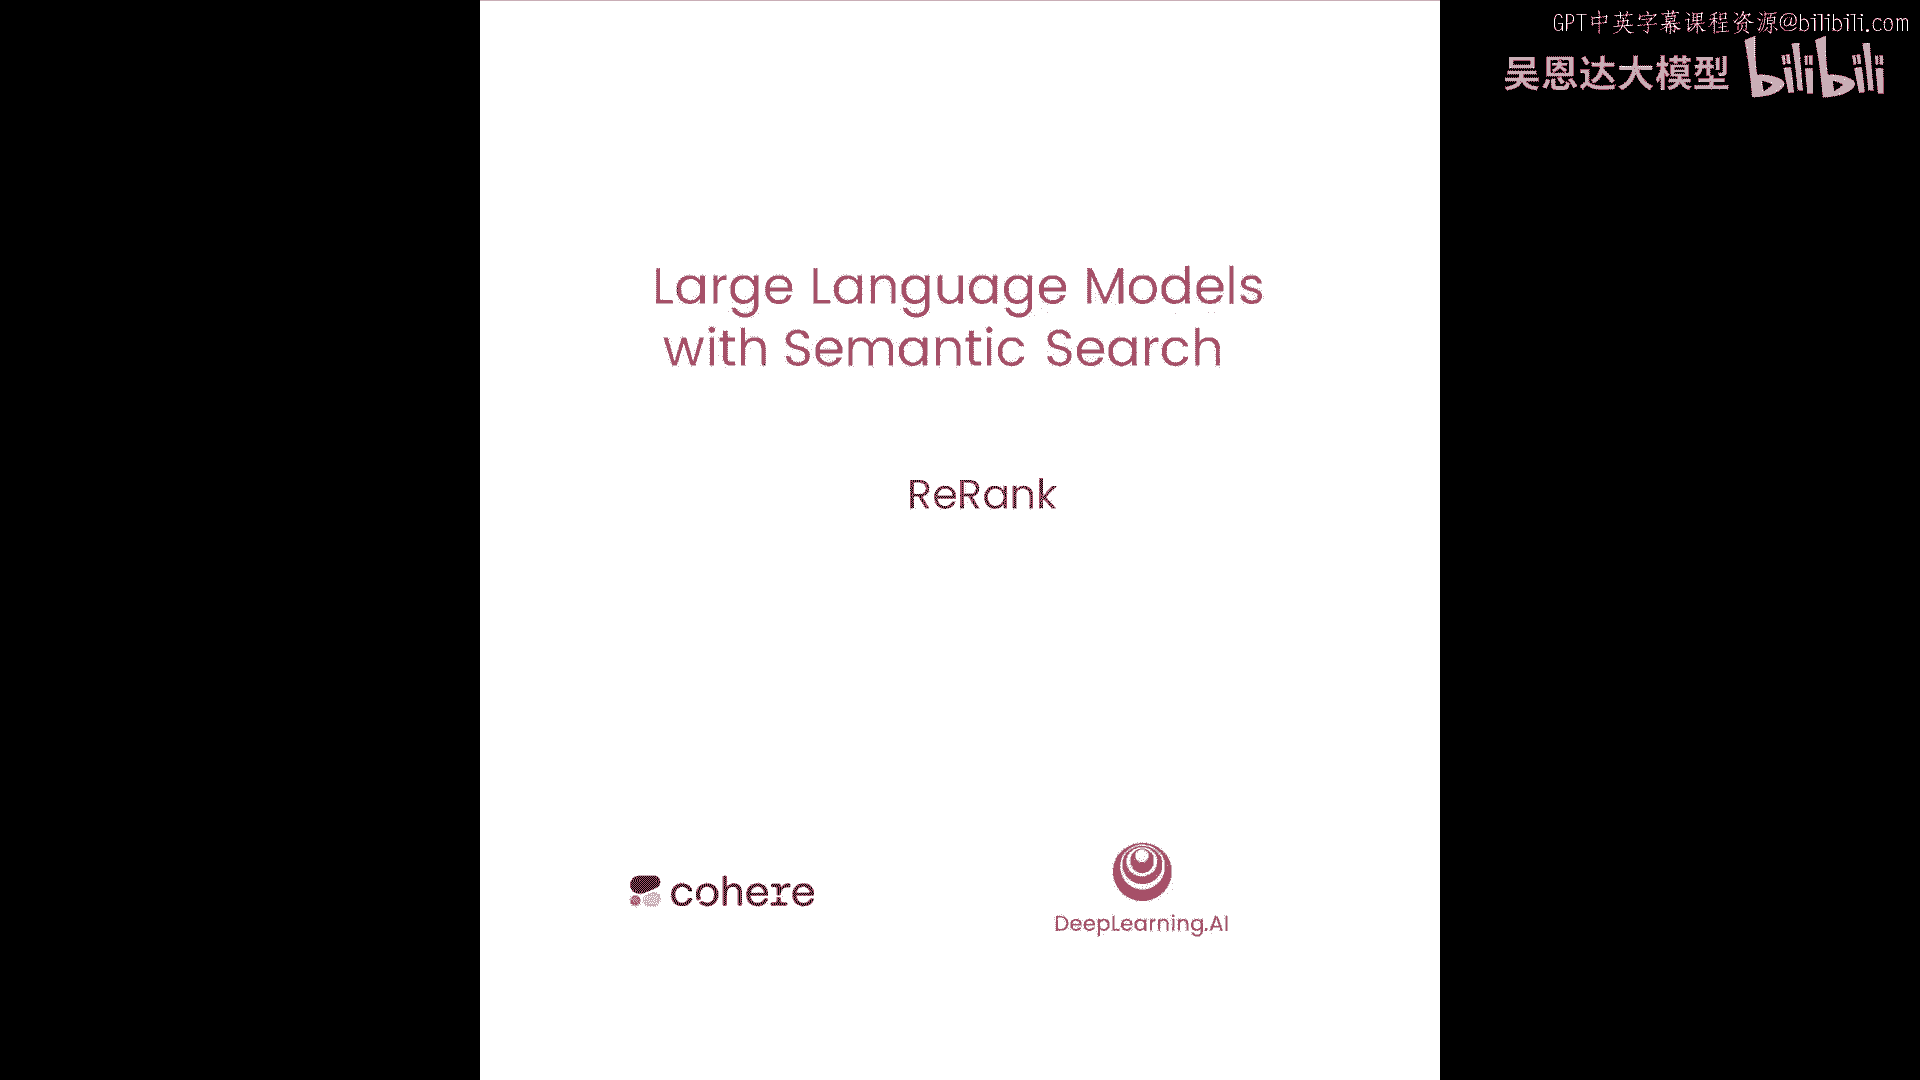 GPT中英字幕课程资源@bilibili.com
吴恩达大模型 bilibili
Large Language Models
with Semantic Search
ReRank
cohere
DeepLearning.AI